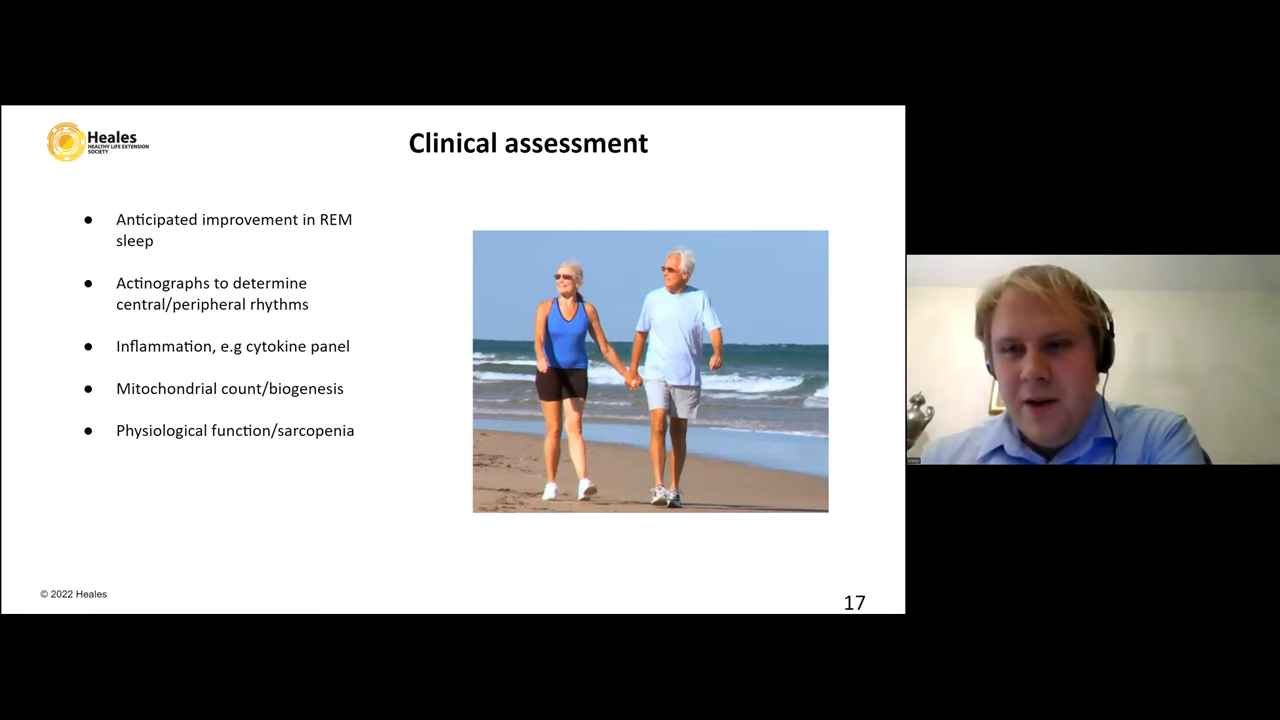 Heales
HEALTHY LIFE EXTENSION
SOCIETY
Clinical assessment
● Anticipated improvement in REM
sleep
● Actinographs to determine
central/peripheral rhythms
● Inflammation, e.g cytokine panel
● Mitochondrial count/biogenesis
● Physiological function/sarcopenia
© 2022 Heales
17